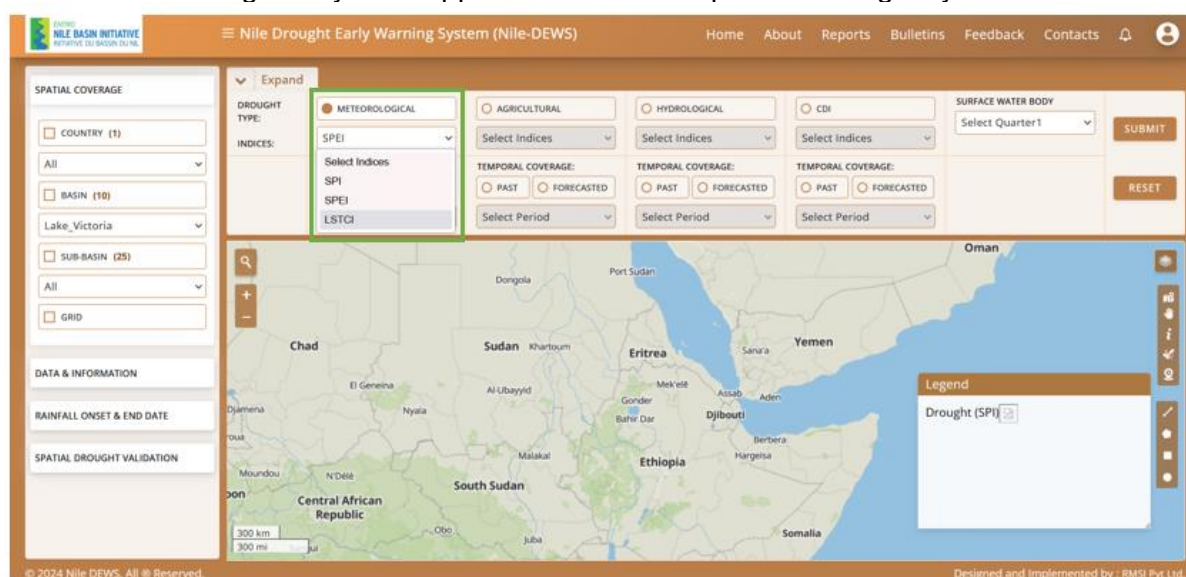 NILE BASIN INITIATIVE
INITIATIVE DU BASSIN DU NIL
Nile Drought Early Warning System (Nile-DEWS)
Home About Reports Bulletins Feedback Contacts
SPATIAL COVERAGE
COUNTRY (1)
All
BASIN (10)
Lake_Victoria
SUB-BASIN (25)
All
GRID
DATA & INFORMATION
RAINFALL ONSET & END DATE
SPATIAL DROUGHT VALIDATION
Expand
DROUGHT TYPE:
METEOROLOGICAL
AGRICULTURAL
HYDROLOGICAL
CDI
SURFACE WATER BODY
Select Quarter1
SUBMIT
INDICES:
SPEI
Select Indices
Select Indices
Select Indices
Select Indices
SPI
SPEI
LSTCI
TEMPORAL COVERAGE:
TEMPORAL COVERAGE:
TEMPORAL COVERAGE:
PAST FORECASTED
PAST FORECASTED
PAST FORECASTED
RESET
Select Period
Select Period
Select Period
Oman
Port Sudan
Dongola
Chad
Sudan
Khartoum
Eritrea
Sana'a
Yemen
El Geneina
Al-Ubayyid
Mek'elē
Assab
Aden
Gonder
Nyala
Bahir Dar
Djibouti
Berbera
Malakal
Ethiopia
Hargeisa
Moundou
N'Délé
South Sudan
Central African
Republic
Obo
Juba
Somalia
300 km
300 mi
Legend
Drought (SPI)
© 2024 Nile DEWS. All ® Reserved.
Designed and Implemented by : RMSI Pvt Ltd